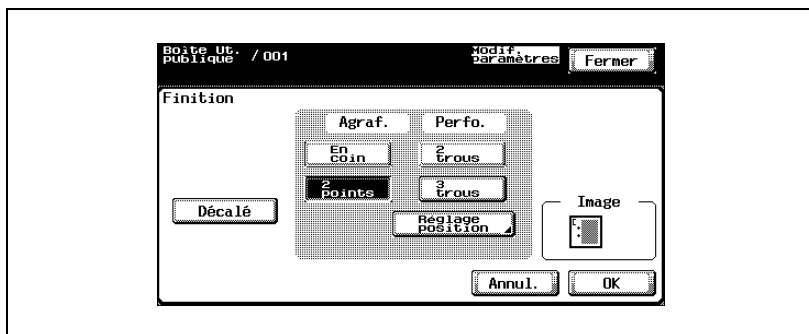 Boîte Ut.
publique / 001
Modif.
paramètres
Fermer
Finition
Agraf.
Perfo.
En
coin
2
trous
2
points
3
trous
Décalé
Réglage
position
Image
Annul.
OK